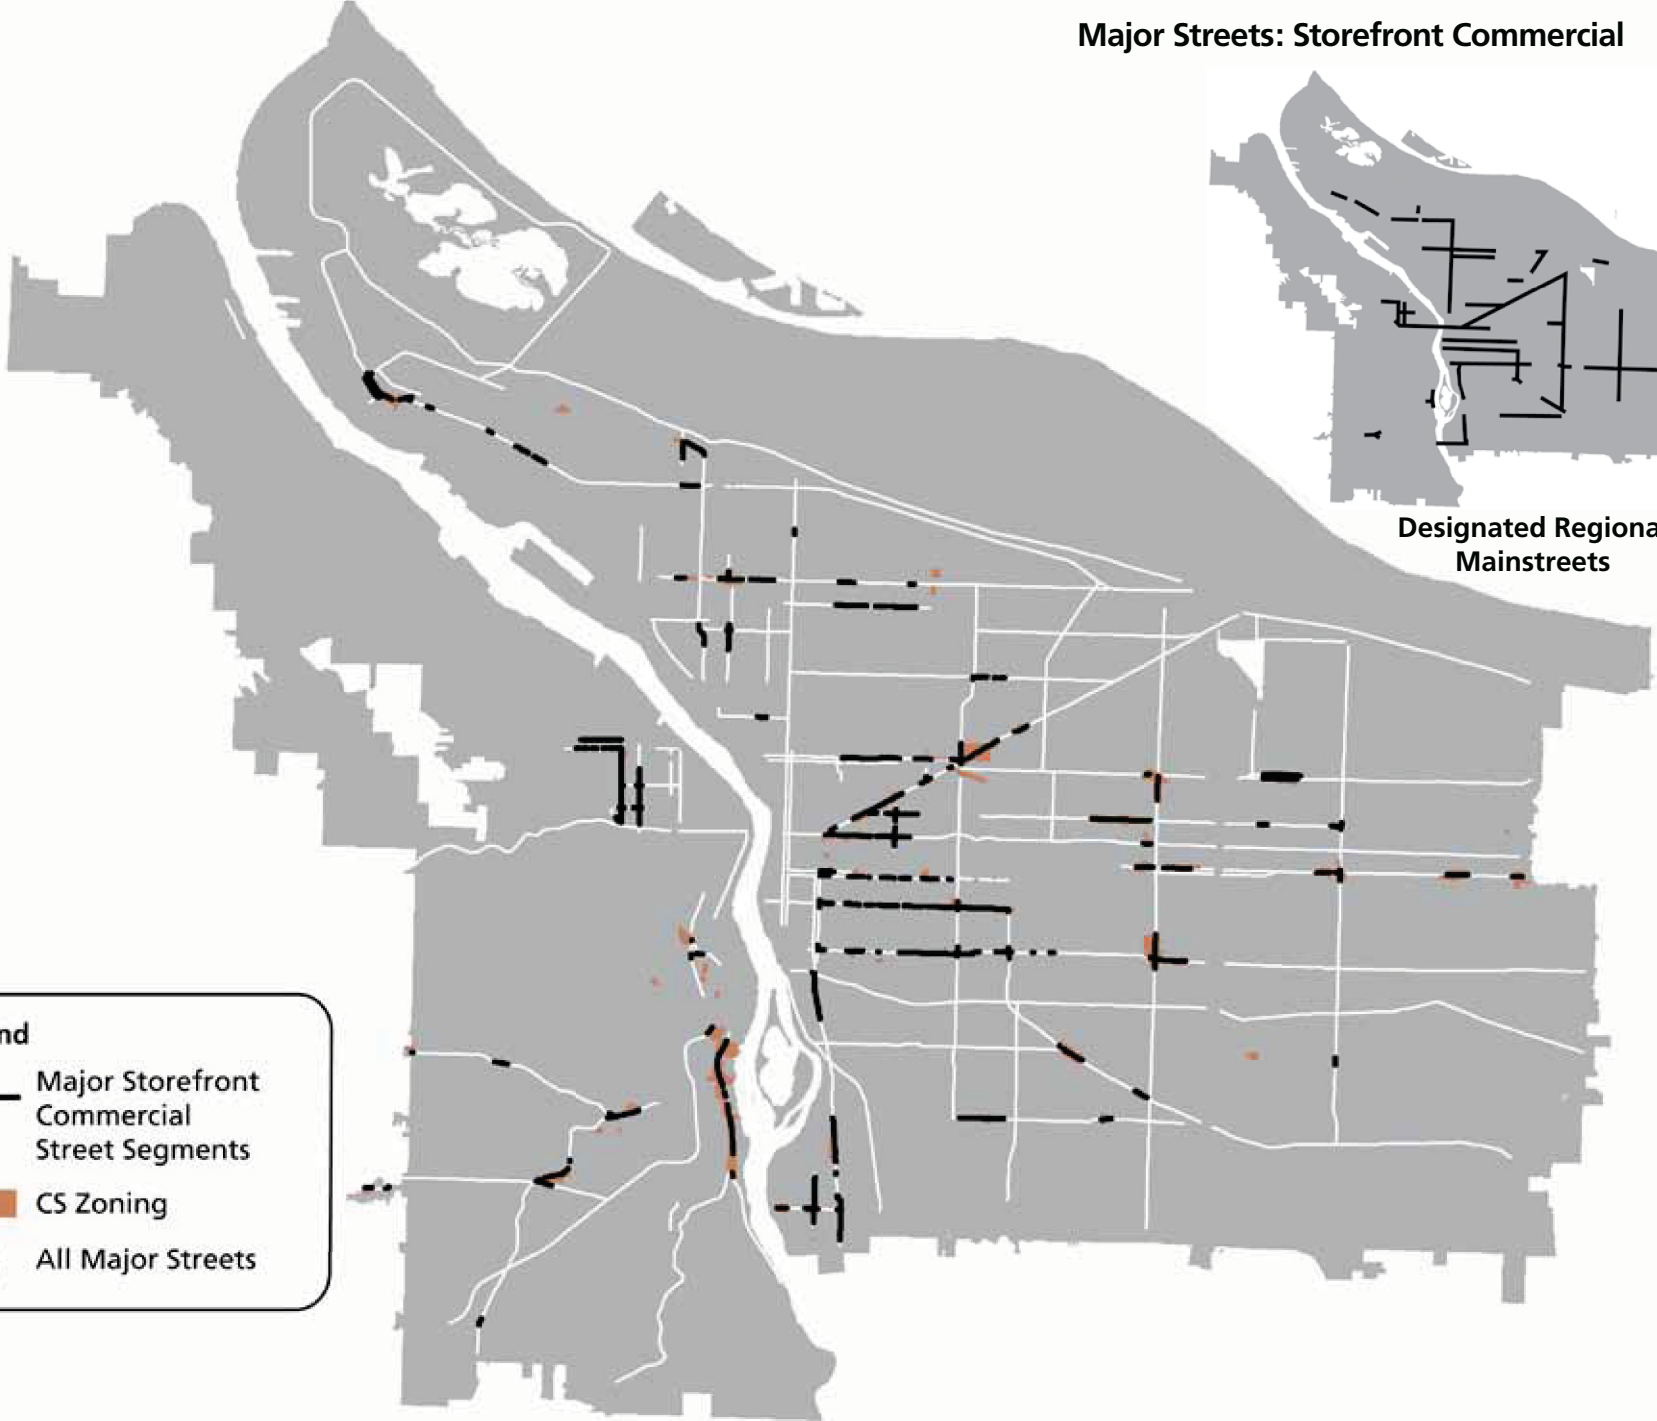 Major Streets: Storefront Commercial
Designated Regiona
Mainstreets
nd
Major Storefront
Commercial
Street Segments
CS Zoning
All Major Streets